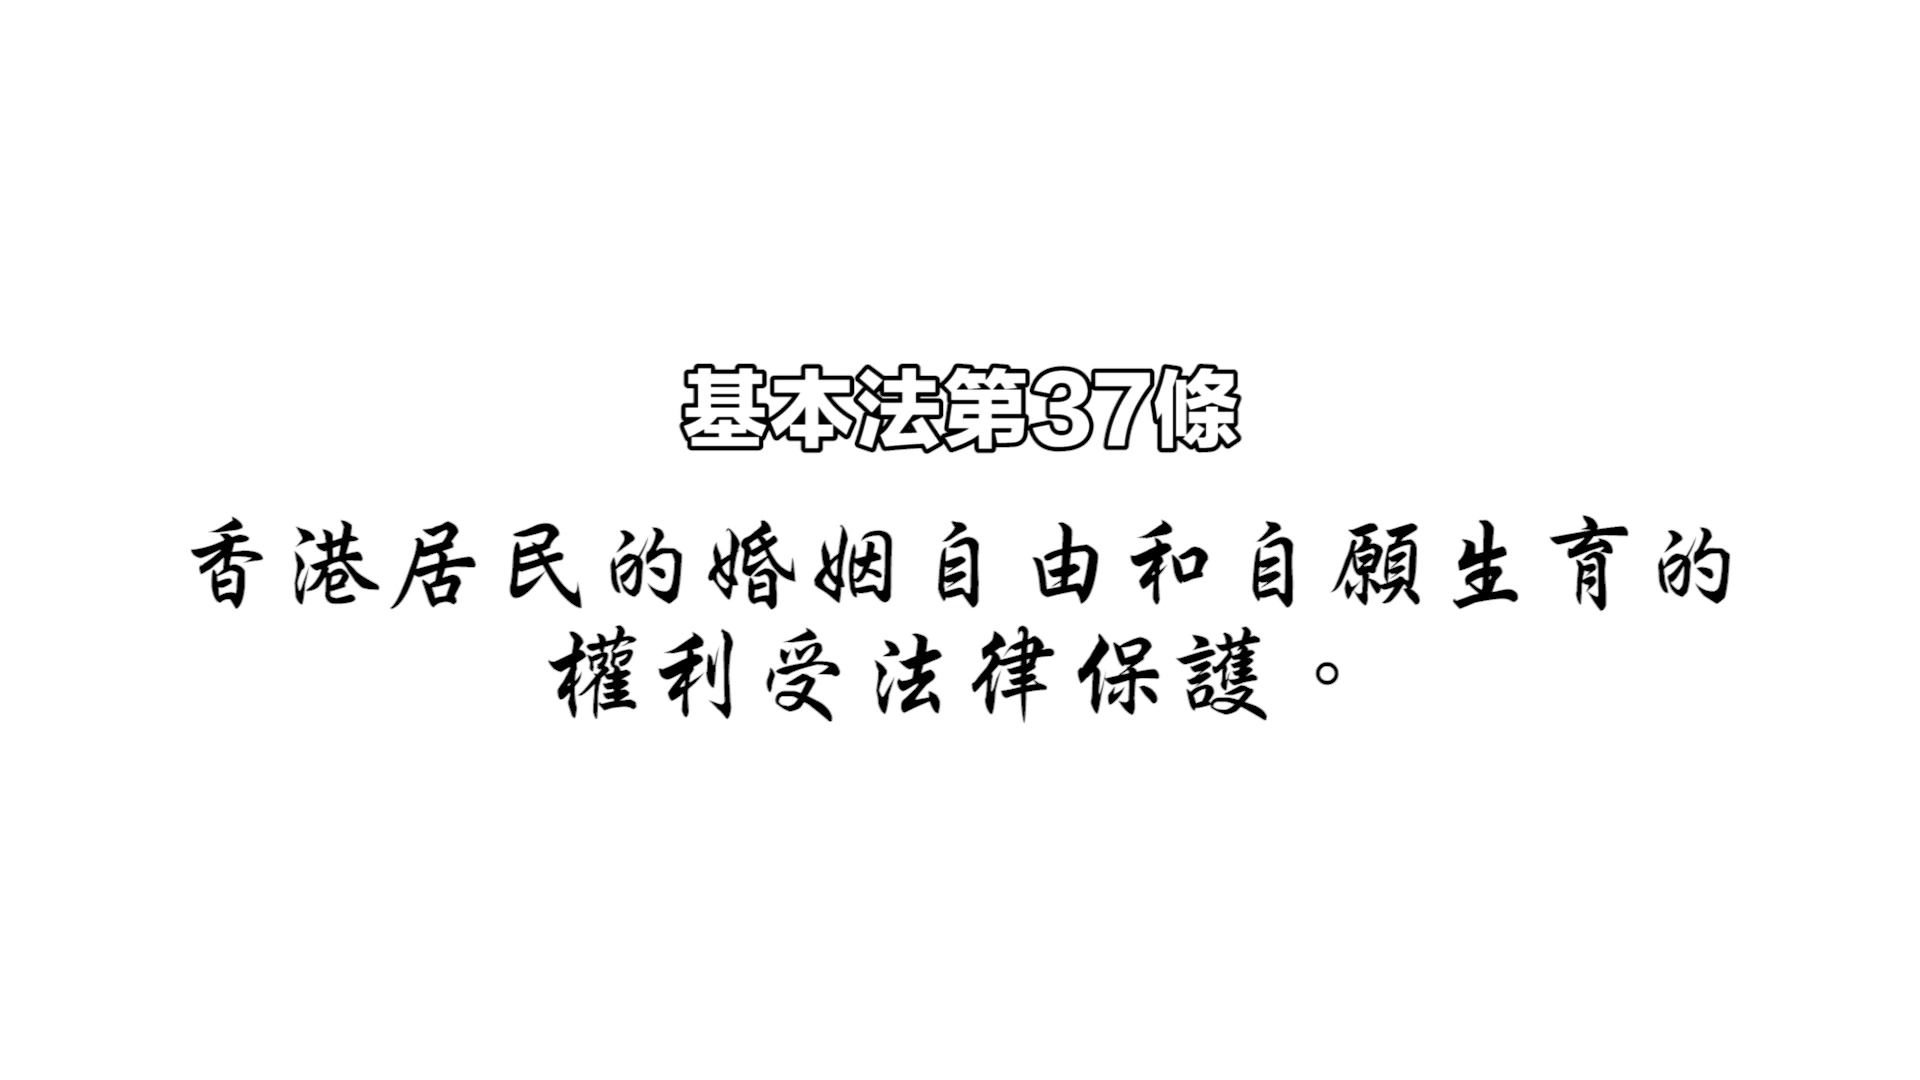 基本法第37條
香港居民的婚姻自由和自願生育的
權利受法律保護。